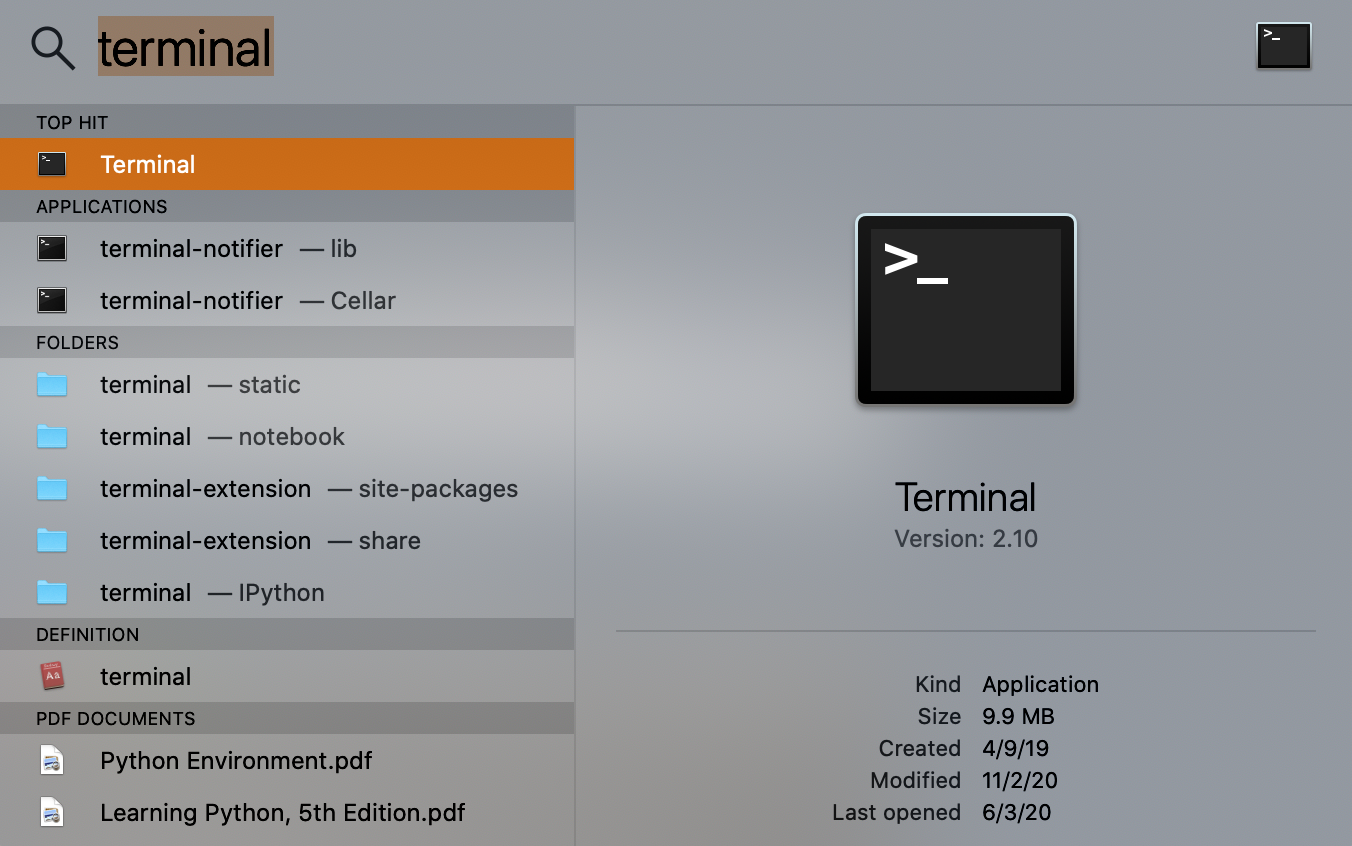 terminal
TOP HIT
Terminal
APPLICATIONS
terminal-notifier — lib
terminal-notifier — Cellar
FOLDERS
terminal — static
terminal — notebook
terminal-extension — site-packages
terminal-extension — share
terminal — IPython
DEFINITION
Aa
terminal
PDF DOCUMENTS
Python Environment.pdf
Learning Python, 5th Edition.pdf
>_
Terminal
Version: 2.10
Kind Application
Size 9.9 MB
Created 4/9/19
Modified 11/2/20
Last opened 6/3/20